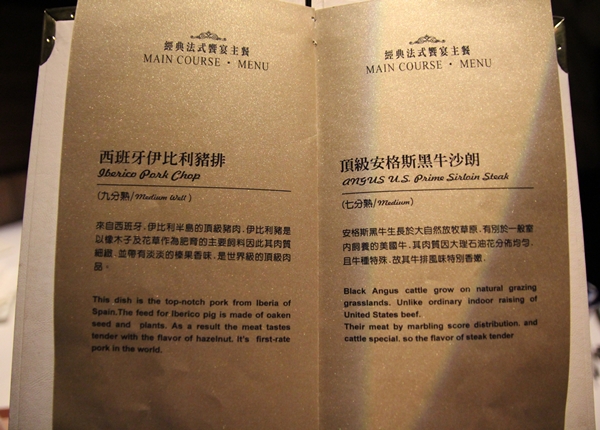 經典法式饗宴主餐
MAIN COURSE · MENU
西班牙伊比利豬排
Iberico Pork Chop
(九分熟/Medium Well)
來自西班牙,伊比利半島的頂級豬肉,伊比利豬是
以橡木子及花草作為肥育的主要飼料因此其肉質
細緻、並帶有淡淡的榛果香味,是世界級的頂級肉
品。
This dish is the top-notch pork from Iberia of
Spain.The feed for Iberico pig is made of oaken
seed and plants. As a result the meat tastes
tender with the flavor of hazelnut. It's first-rate
pork in the world.
經典法式饗宴主餐
MAIN COURSE · MENU
頂級安格斯黑牛沙朗
ANGUS U.S. Prime Sirloin Steak
(七分熟/Medium)
安格斯黑牛生長於大自然放牧草原,有別於一般室
內飼養的美國牛,其肉質因大理石油花分佈均勻,
且牛種特殊,故其牛排風味特別香嫩。
Black Angus cattle grow on natural grazing
grasslands. Unlike ordinary indoor raising of
United States beef.
Their meat by marbling score distribution, and
cattle special, so the flavor of steak tender